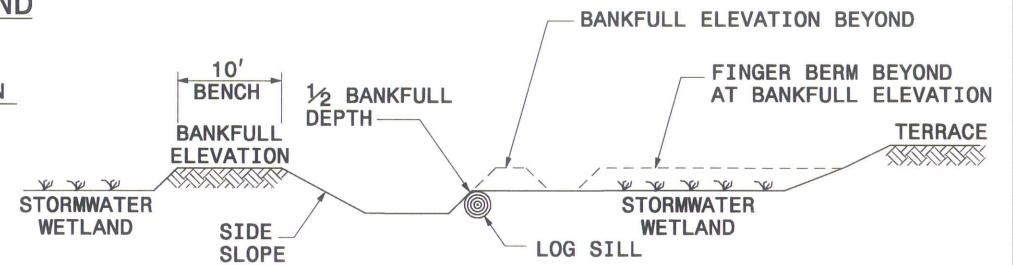 BANKFULL ELEVATION BEYOND
10'
BENCH
½ BANKFULL
DEPTH
FINGER BERM BEYOND
AT BANKFULL ELEVATION
BANKFULL
ELEVATION
TERRACE
STORMWATER
WETLAND
SIDE
SLOPE
LOG SILL
STORMWATER
WETLAND